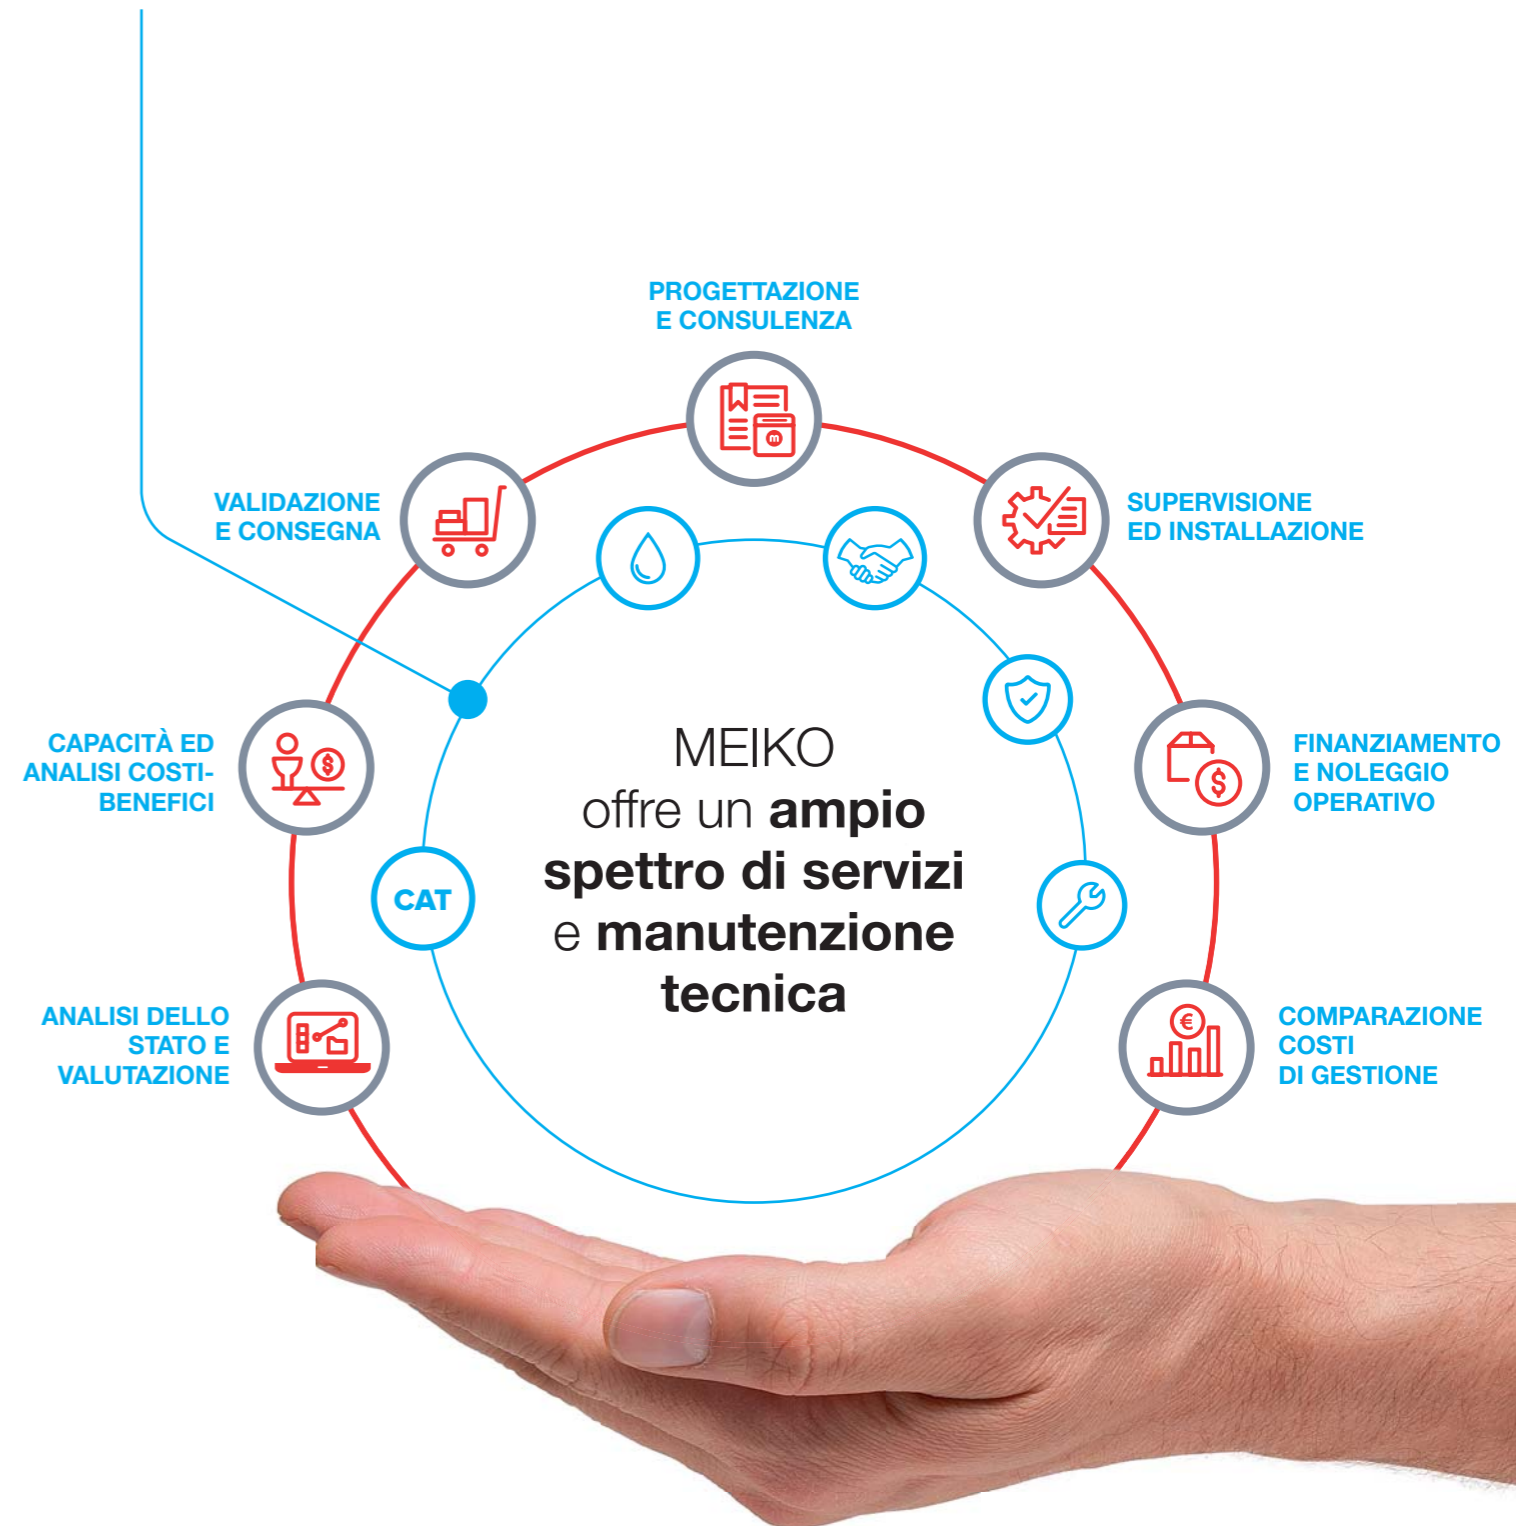 PROGETTAZIONE
E CONSULENZA
VALIDAZIONE
E CONSEGNA
SUPERVISIONE
ED INSTALLAZIONE
CAPACITÀ ED
ANALISI COSTI-
BENEFICI
FINANZIAMENTO
E NOLEGGIO
OPERATIVO
MEIKO
offre un ampio
spettro di servizi
e manutenzione
tecnica
CAT
ANALISI DELLO
STATO E
VALUTAZIONE
COMPARAZIONE
COSTI
DI GESTIONE
m
$
$
€